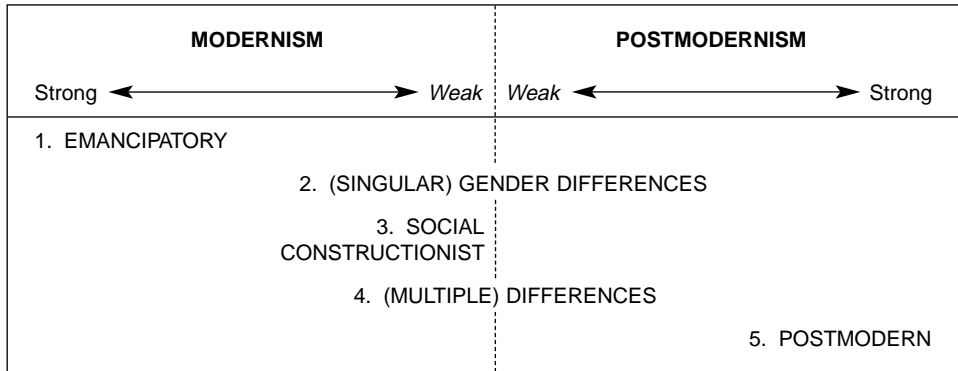 MODERNISM POSTMODERNISM
Strong Weak Weak Strong
1. EMANCIPATORY
2. (SINGULAR) GENDER DIFFERENCES
3. SOCIAL
CONSTRUCTIONIST
4. (MULTIPLE) DIFFERENCES
5. POSTMODERN